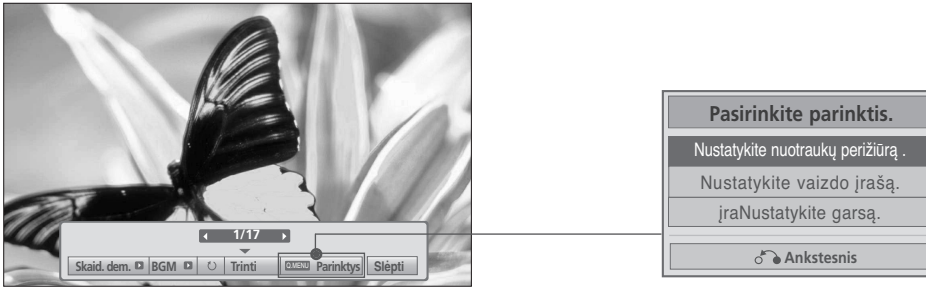 1/17
Skaid. dem. BGM Trinti Q.MENU Parinktys Slėpti
Pasirinkite parinktis.
Nustatykite nuotraukų peržiūrą .
Nustatykite vaizdo įrašą.
įraNustatykite garsą.
Ankstesnis